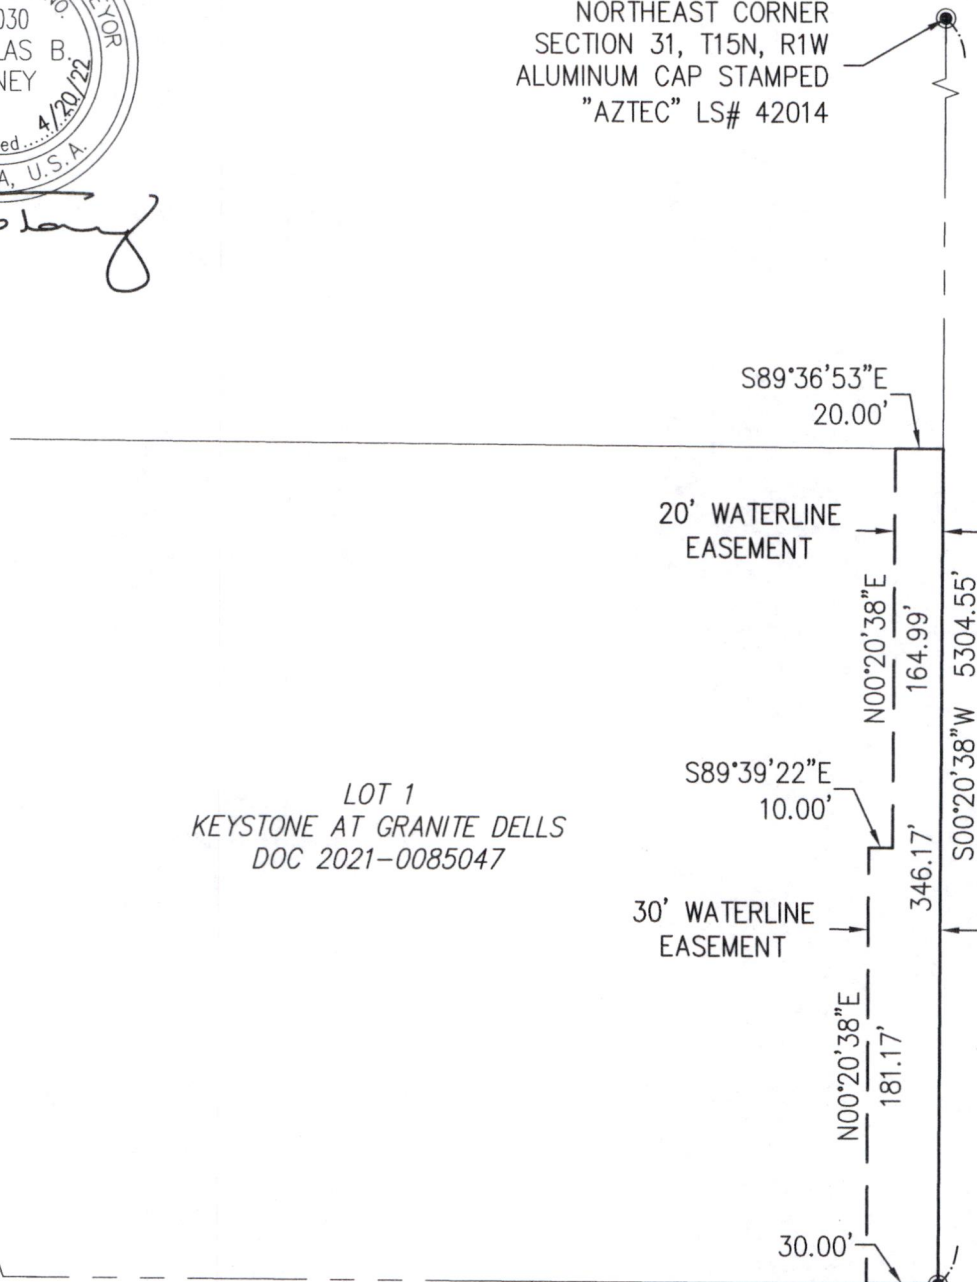 NO.
YOR
4/20/22
U.S.A.
NORTHEAST CORNER
SECTION 31, T15N, R1W
ALUMINUM CAP STAMPED
"AZTEC" LS# 42014
S89°36'53"E
20.00'
20' WATERLINE
EASEMENT
N00°20'38"E
164.99'
S00°20'38"W 5304.55'
S89°39'22"E
10.00'
346.17'
LOT 1
KEYSTONE AT GRANITE DELLS
DOC 2021-0085047
30' WATERLINE
EASEMENT
N00°20'38"E
181.17'
30.00'